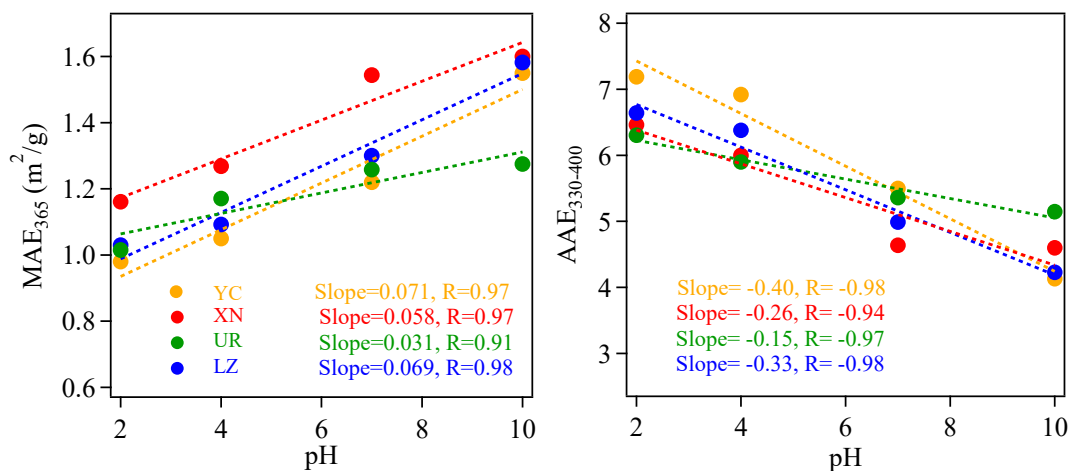 MAE365 (m2/g)
1.6
1.4
1.2
1.0
0.8
0.6
YC Slope=0.071, R=0.97
XN Slope=0.058, R=0.97
UR Slope=0.031, R=0.91
LZ Slope=0.069, R=0.98
2 4 6 8 10
pH
AAE330-400
8
7
6
5
4
3
Slope= -0.40, R= -0.98
Slope= -0.26, R= -0.94
Slope= -0.15, R= -0.97
Slope= -0.33, R= -0.98
2 4 6 8 10
pH